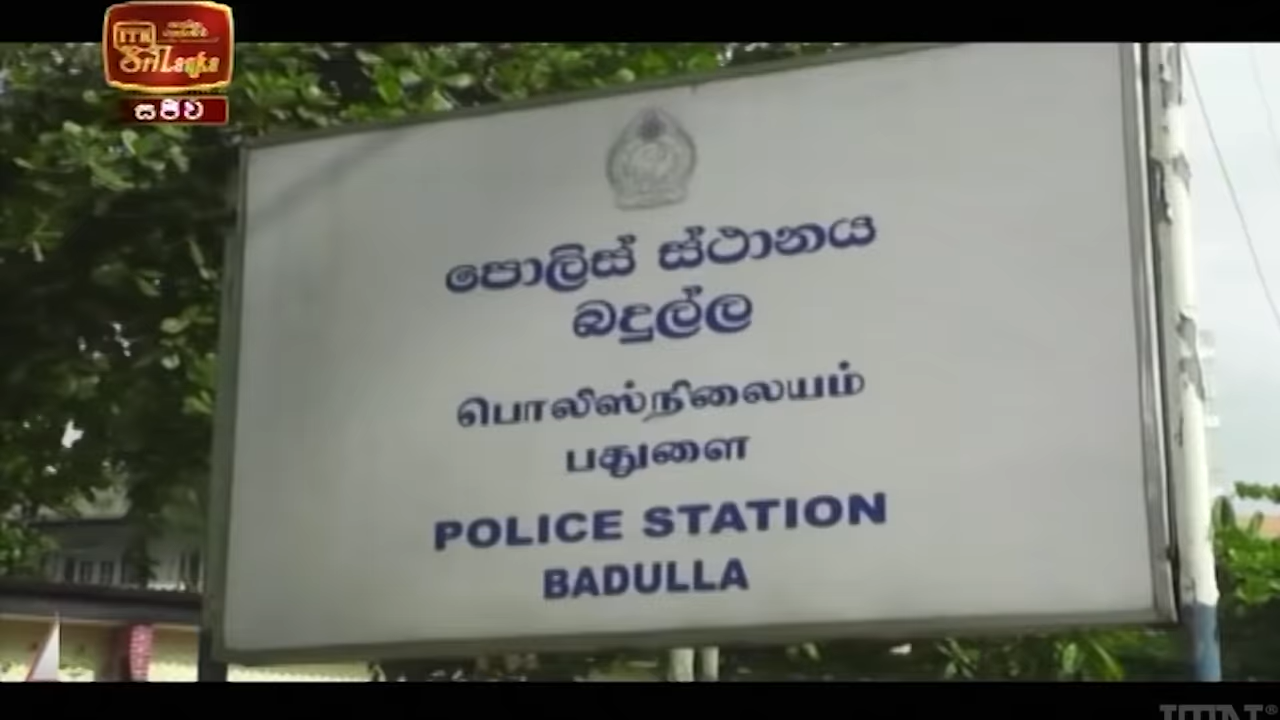 ITN
Sri Lanka
සජීව
පොලිස් ස්ථානය
බදුල්ල
பொலிஸ்நிலையம்
பதுளை
POLICE STATION
BADULLA